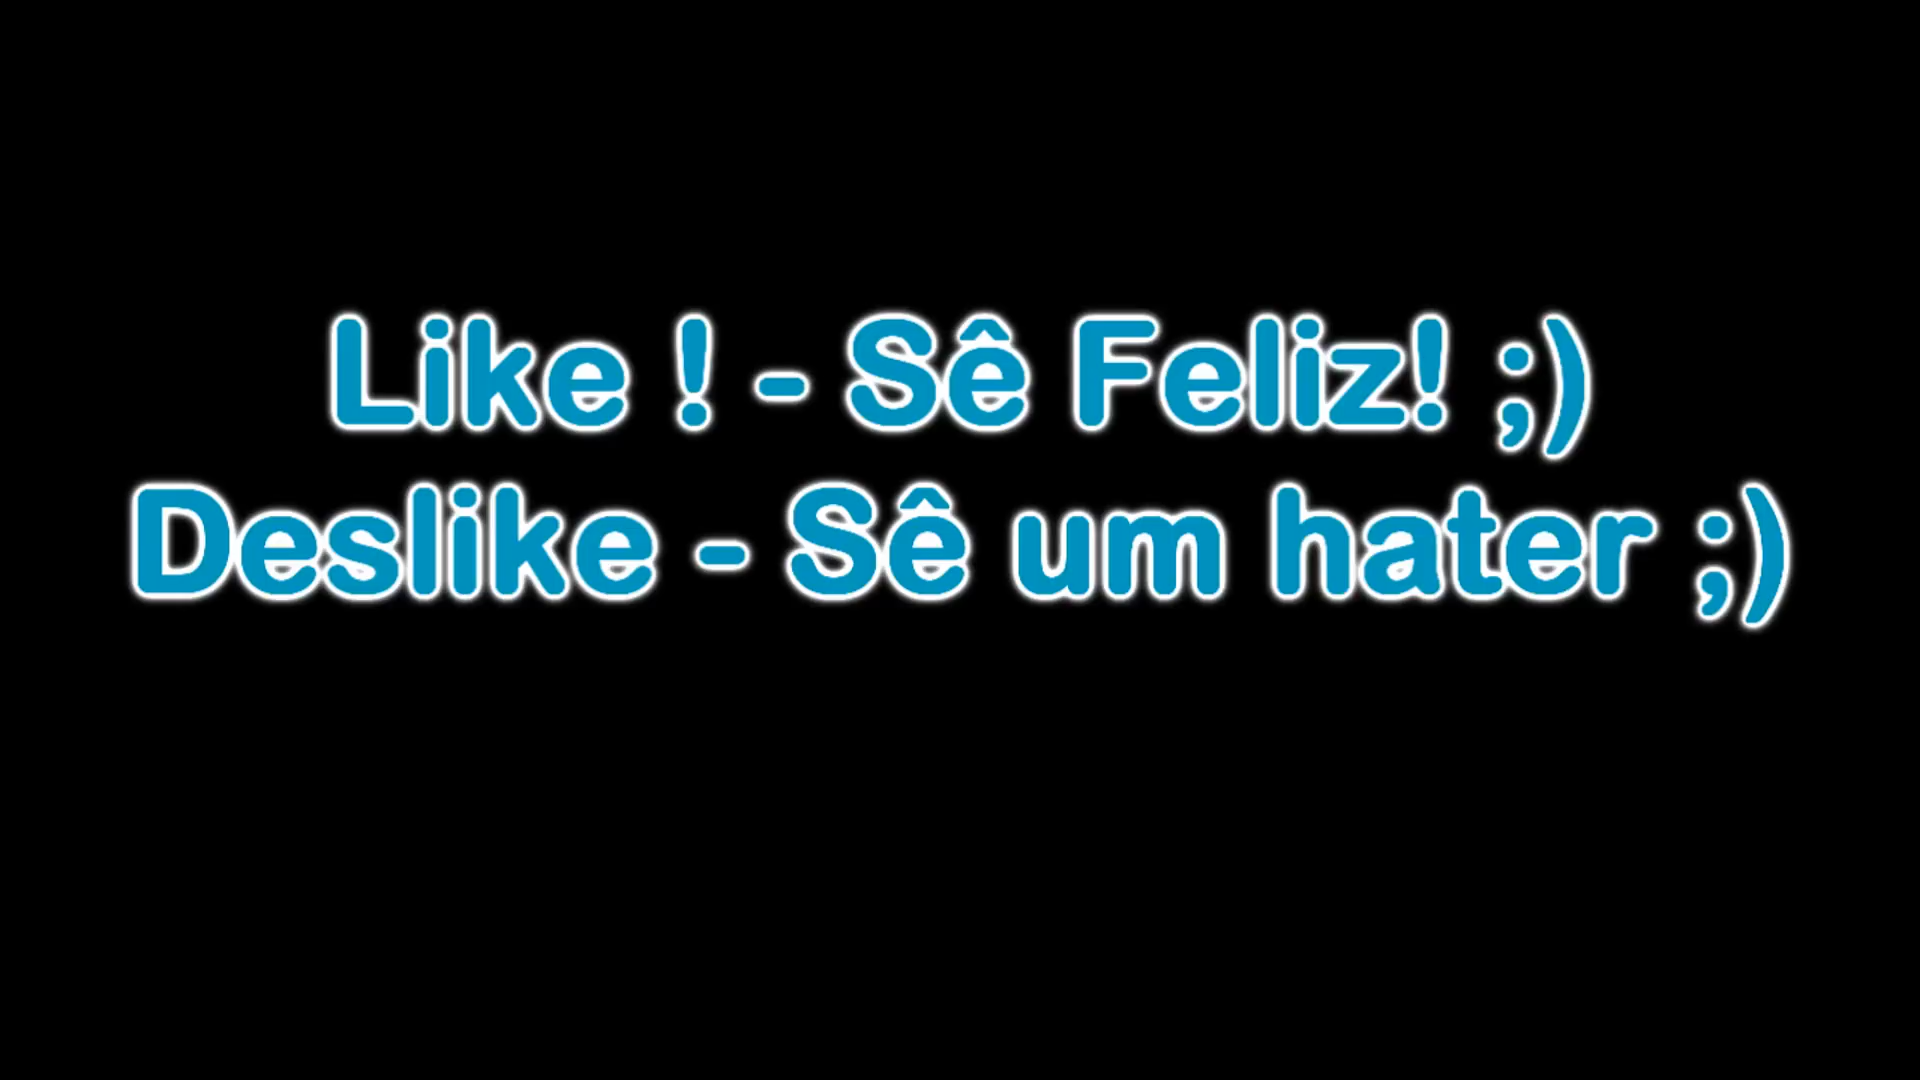 Like ! - Sê Feliz! ;)
Deslike - Sê um hater ;)